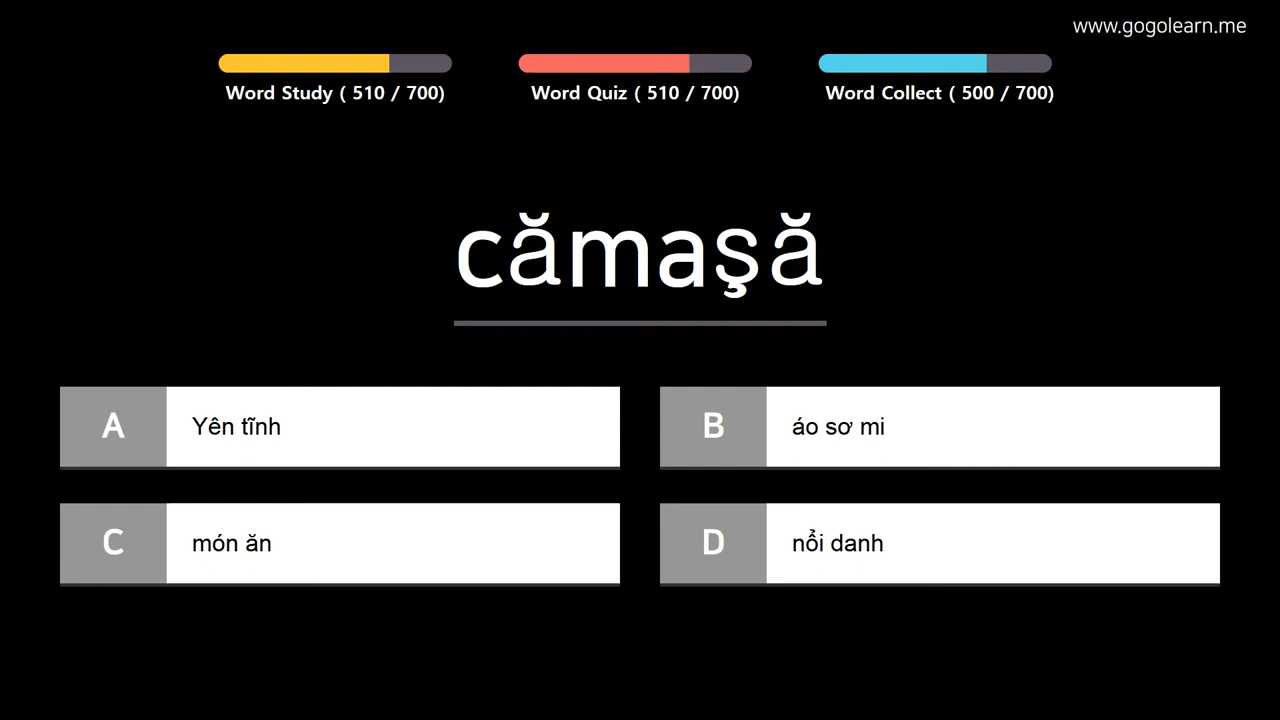 www.gogolearn.me
Word Study ( 510 / 700)
Word Quiz ( 510 / 700)
Word Collect ( 500 / 700)
cămaşă
A
Yên tĩnh
B
áo sơ mi
C
món ăn
D
nổi danh